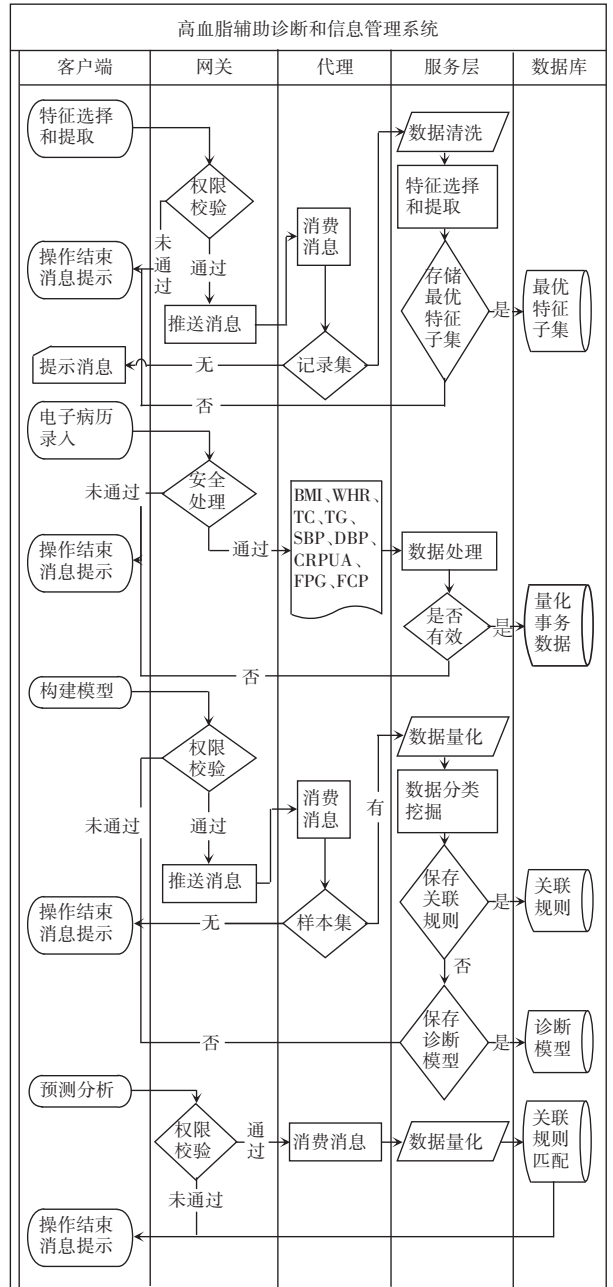 高血脂辅助诊断和信息管理系统
客户端
网关
代理
服务层
数据库
特征选择
和提取
数据清洗
权限
校验
特征选择
和提取
消费
消息
未
通
过
通过
操作结束
消息提示
存储
最优
特征
子集
是
最优
特征
子集
推送消息
提示消息
无
记录集
否
电子病历
录入
安全
处理
未通过
BMI、WHR、
TC、TG、
SBP、DBP、
CRPUA、
FPG、FCP
通过
数据处理
操作结束
消息提示
是否
有效
是
量化
事务
数据
否
构建模型
权限
校验
数据量化
消费
消息
有
数据分类
挖掘
未通过
通过
推送消息
保存
关联
规则
是
关联
规则
操作结束
消息提示
无
样本集
否
保存
诊断
模型
是
诊断
模型
否
预测分析
权限
校验
通
过
消费消息
数据量化
关联
规则
匹配
未通过
操作结束
消息提示